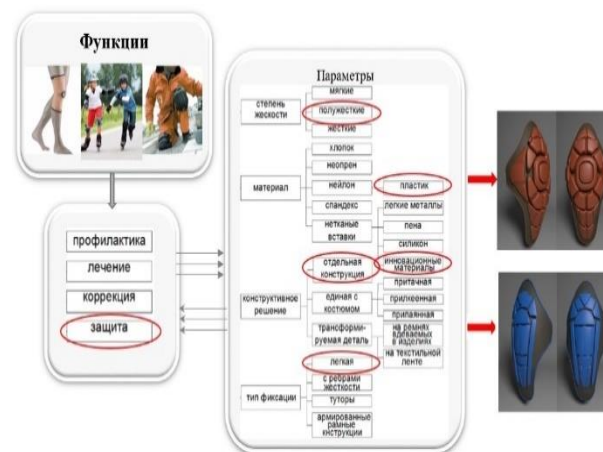 Функции
профилактика
лечение
коррекция
защита
Параметры
степень
жескости
мягкие
полужесткие
жесткие
материал
хлопок
неопрен
нейлон
спандекс
нетканые
вставки
пластик
легкие металлы
пена
силикон
инновационные
материалы
конструктивное
решение
отдельная
конструкция
единая с
костюмом
трансформи-
руемая деталь
притачная
приклеенная
припаянная
на ремнях
вдеваемых
в изделиях
на текстильной
ленте
тип фиксации
легкая
с ребрами
жесткости
туторы
армированные
рамные
инструкции